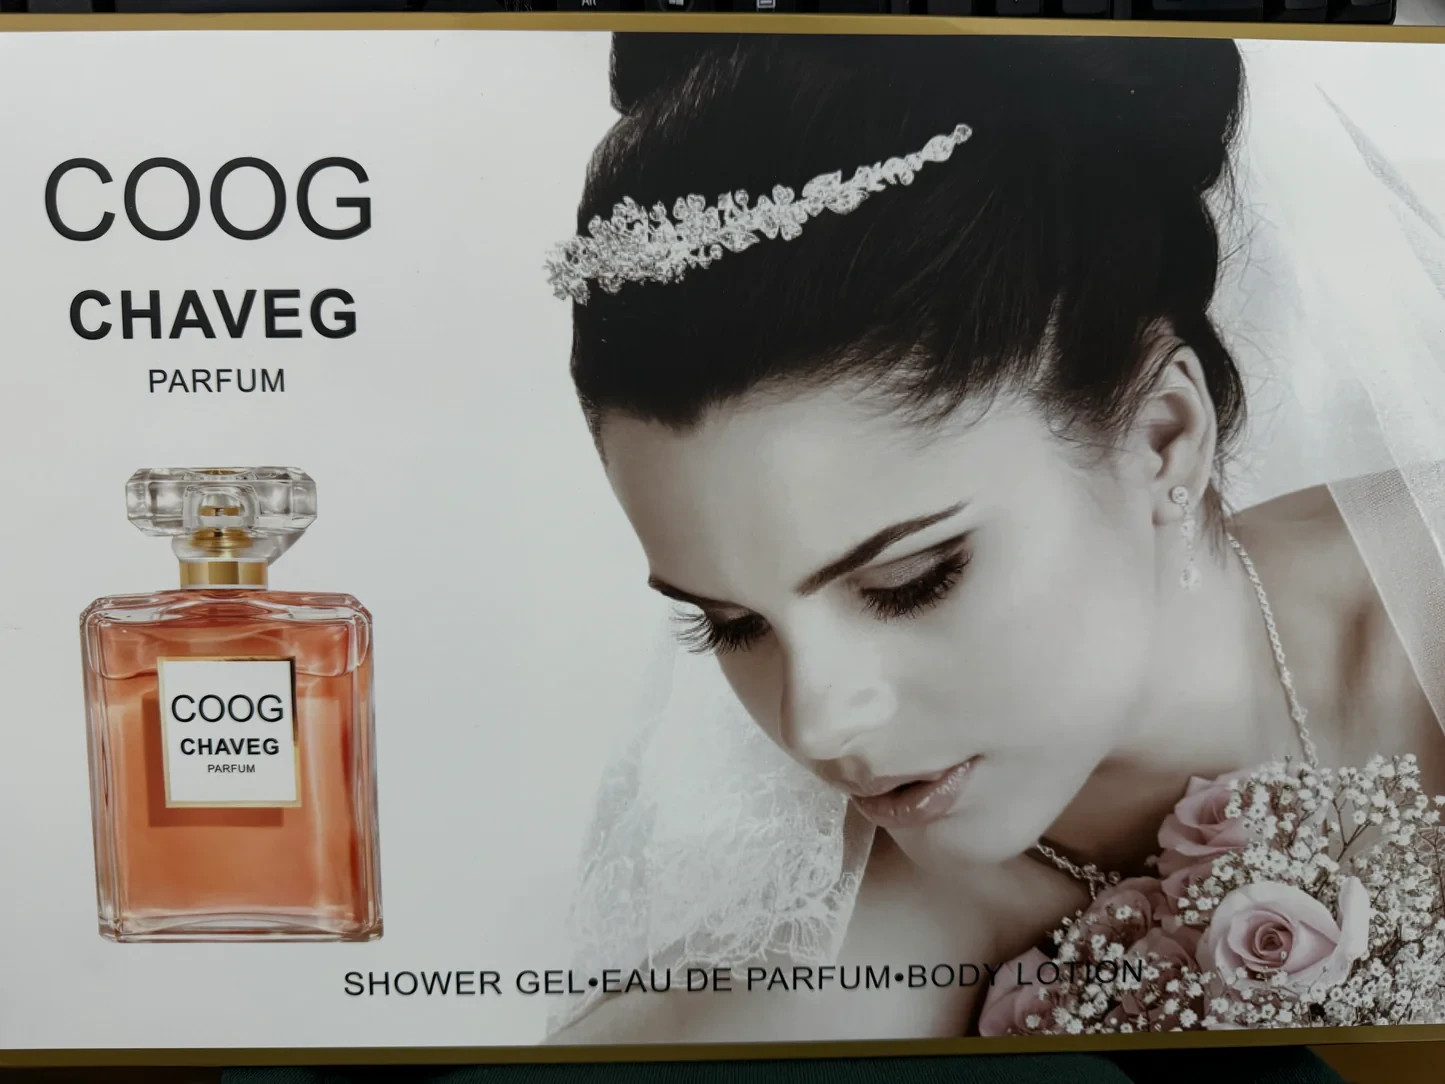 COOG
CHAVEG
PARFUM
COOG
CHAVEG
PARFUM
SHOWER GEL•EAU DE PARFUM•BODY LOTION